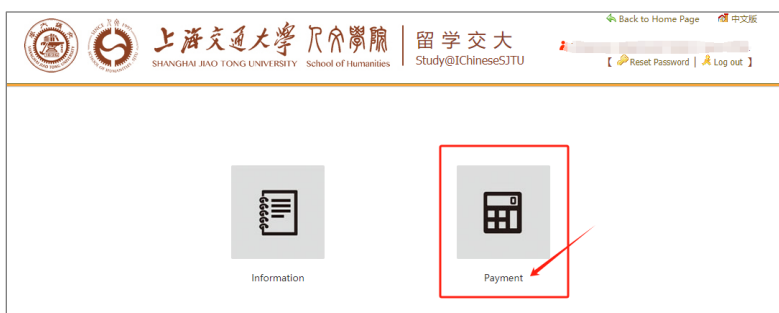 Back to Home Page 中文版
上海交通大学 人文學院 留学交大
SHANGHAI JIAO TONG UNIVERSITY School of Humanities Study@IChineseSJTU
【 Reset Password | Log out 】
Information Payment